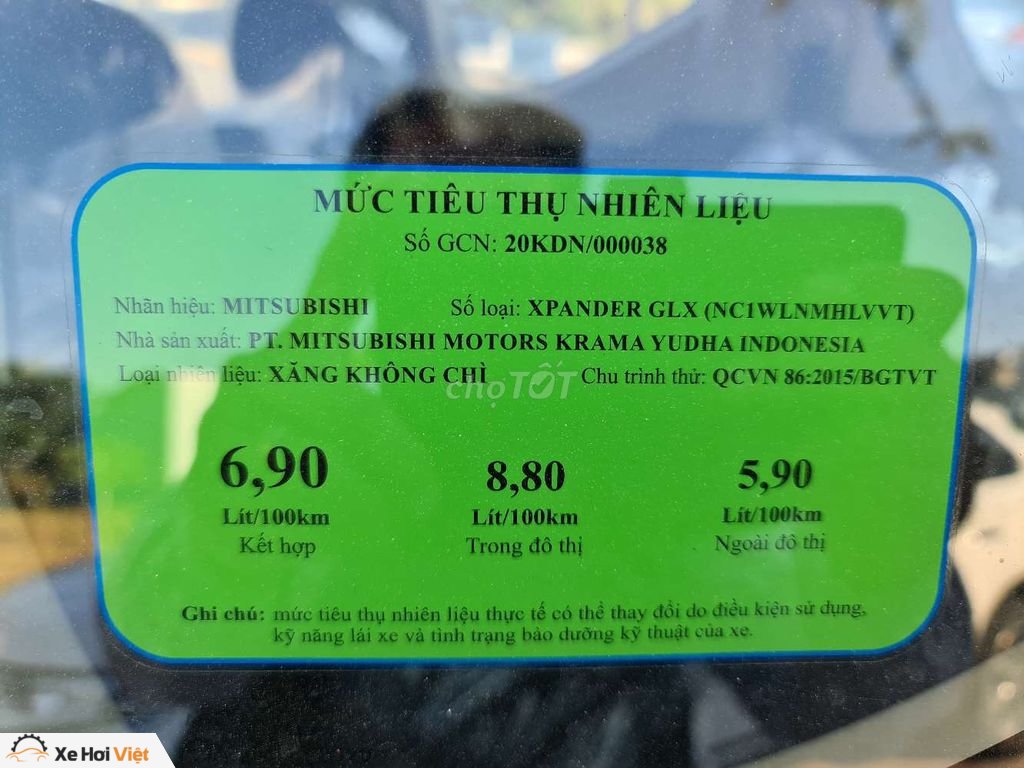 MỨC TIÊU THỤ NHIÊN LIỆU
Số GCN: 20KDN/000038
Nhãn hiệu: MITSUBISHI Số loại: XPANDER GLX (NC1WLNMHLVVT)
Nhà sản xuất: PT. MITSUBISHI MOTORS KRAMA YUDHA INDONESIA
Loại nhiên liệu: XĂNG KHÔNG CHÌ Chu trình thử: QCVN 86:2015/BGTVT
chợTỐT
6,90 8,80 5,90
Lít/100km Lít/100km Lít/100km
Kết hợp Trong đô thị Ngoài đô thị
Ghi chú: mức tiêu thụ nhiên liệu thực tế có thể thay đổi do điều kiện sử dụng,
kỹ năng lái xe và tình trạng bảo dưỡng kỹ thuật của xe.
Xe Hơi Việt